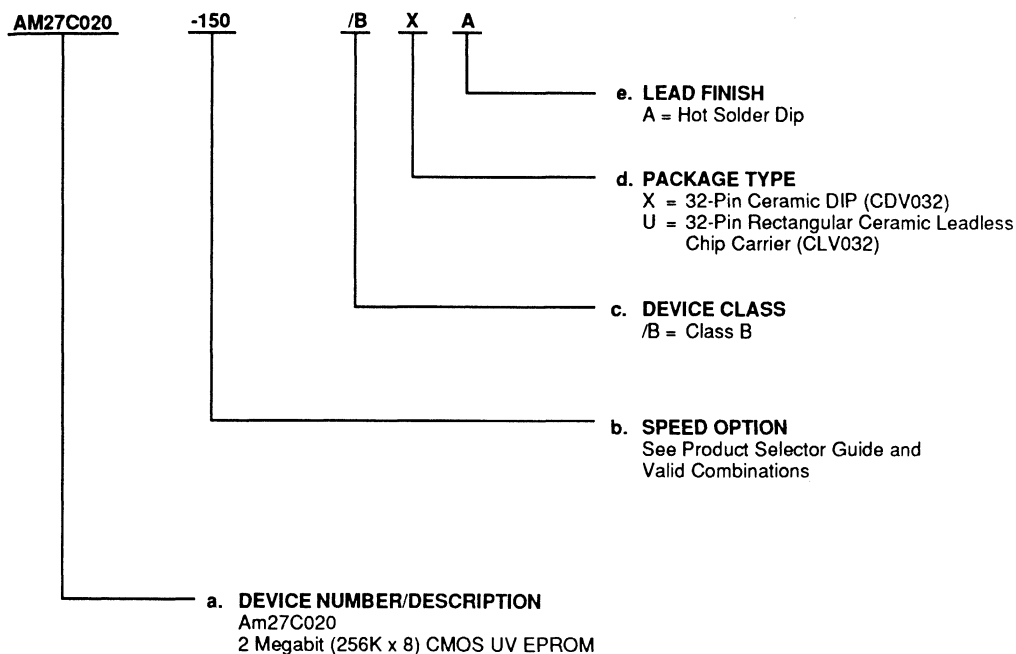 AM27C020 -150 /B X A
e. LEAD FINISH
A = Hot Solder Dip
d. PACKAGE TYPE
X = 32-Pin Ceramic DIP (CDV032)
U = 32-Pin Rectangular Ceramic Leadless
Chip Carrier (CLV032)
c. DEVICE CLASS
/B = Class B
b. SPEED OPTION
See Product Selector Guide and
Valid Combinations
a. DEVICE NUMBER/DESCRIPTION
Am27C020
2 Megabit (256K x 8) CMOS UV EPROM